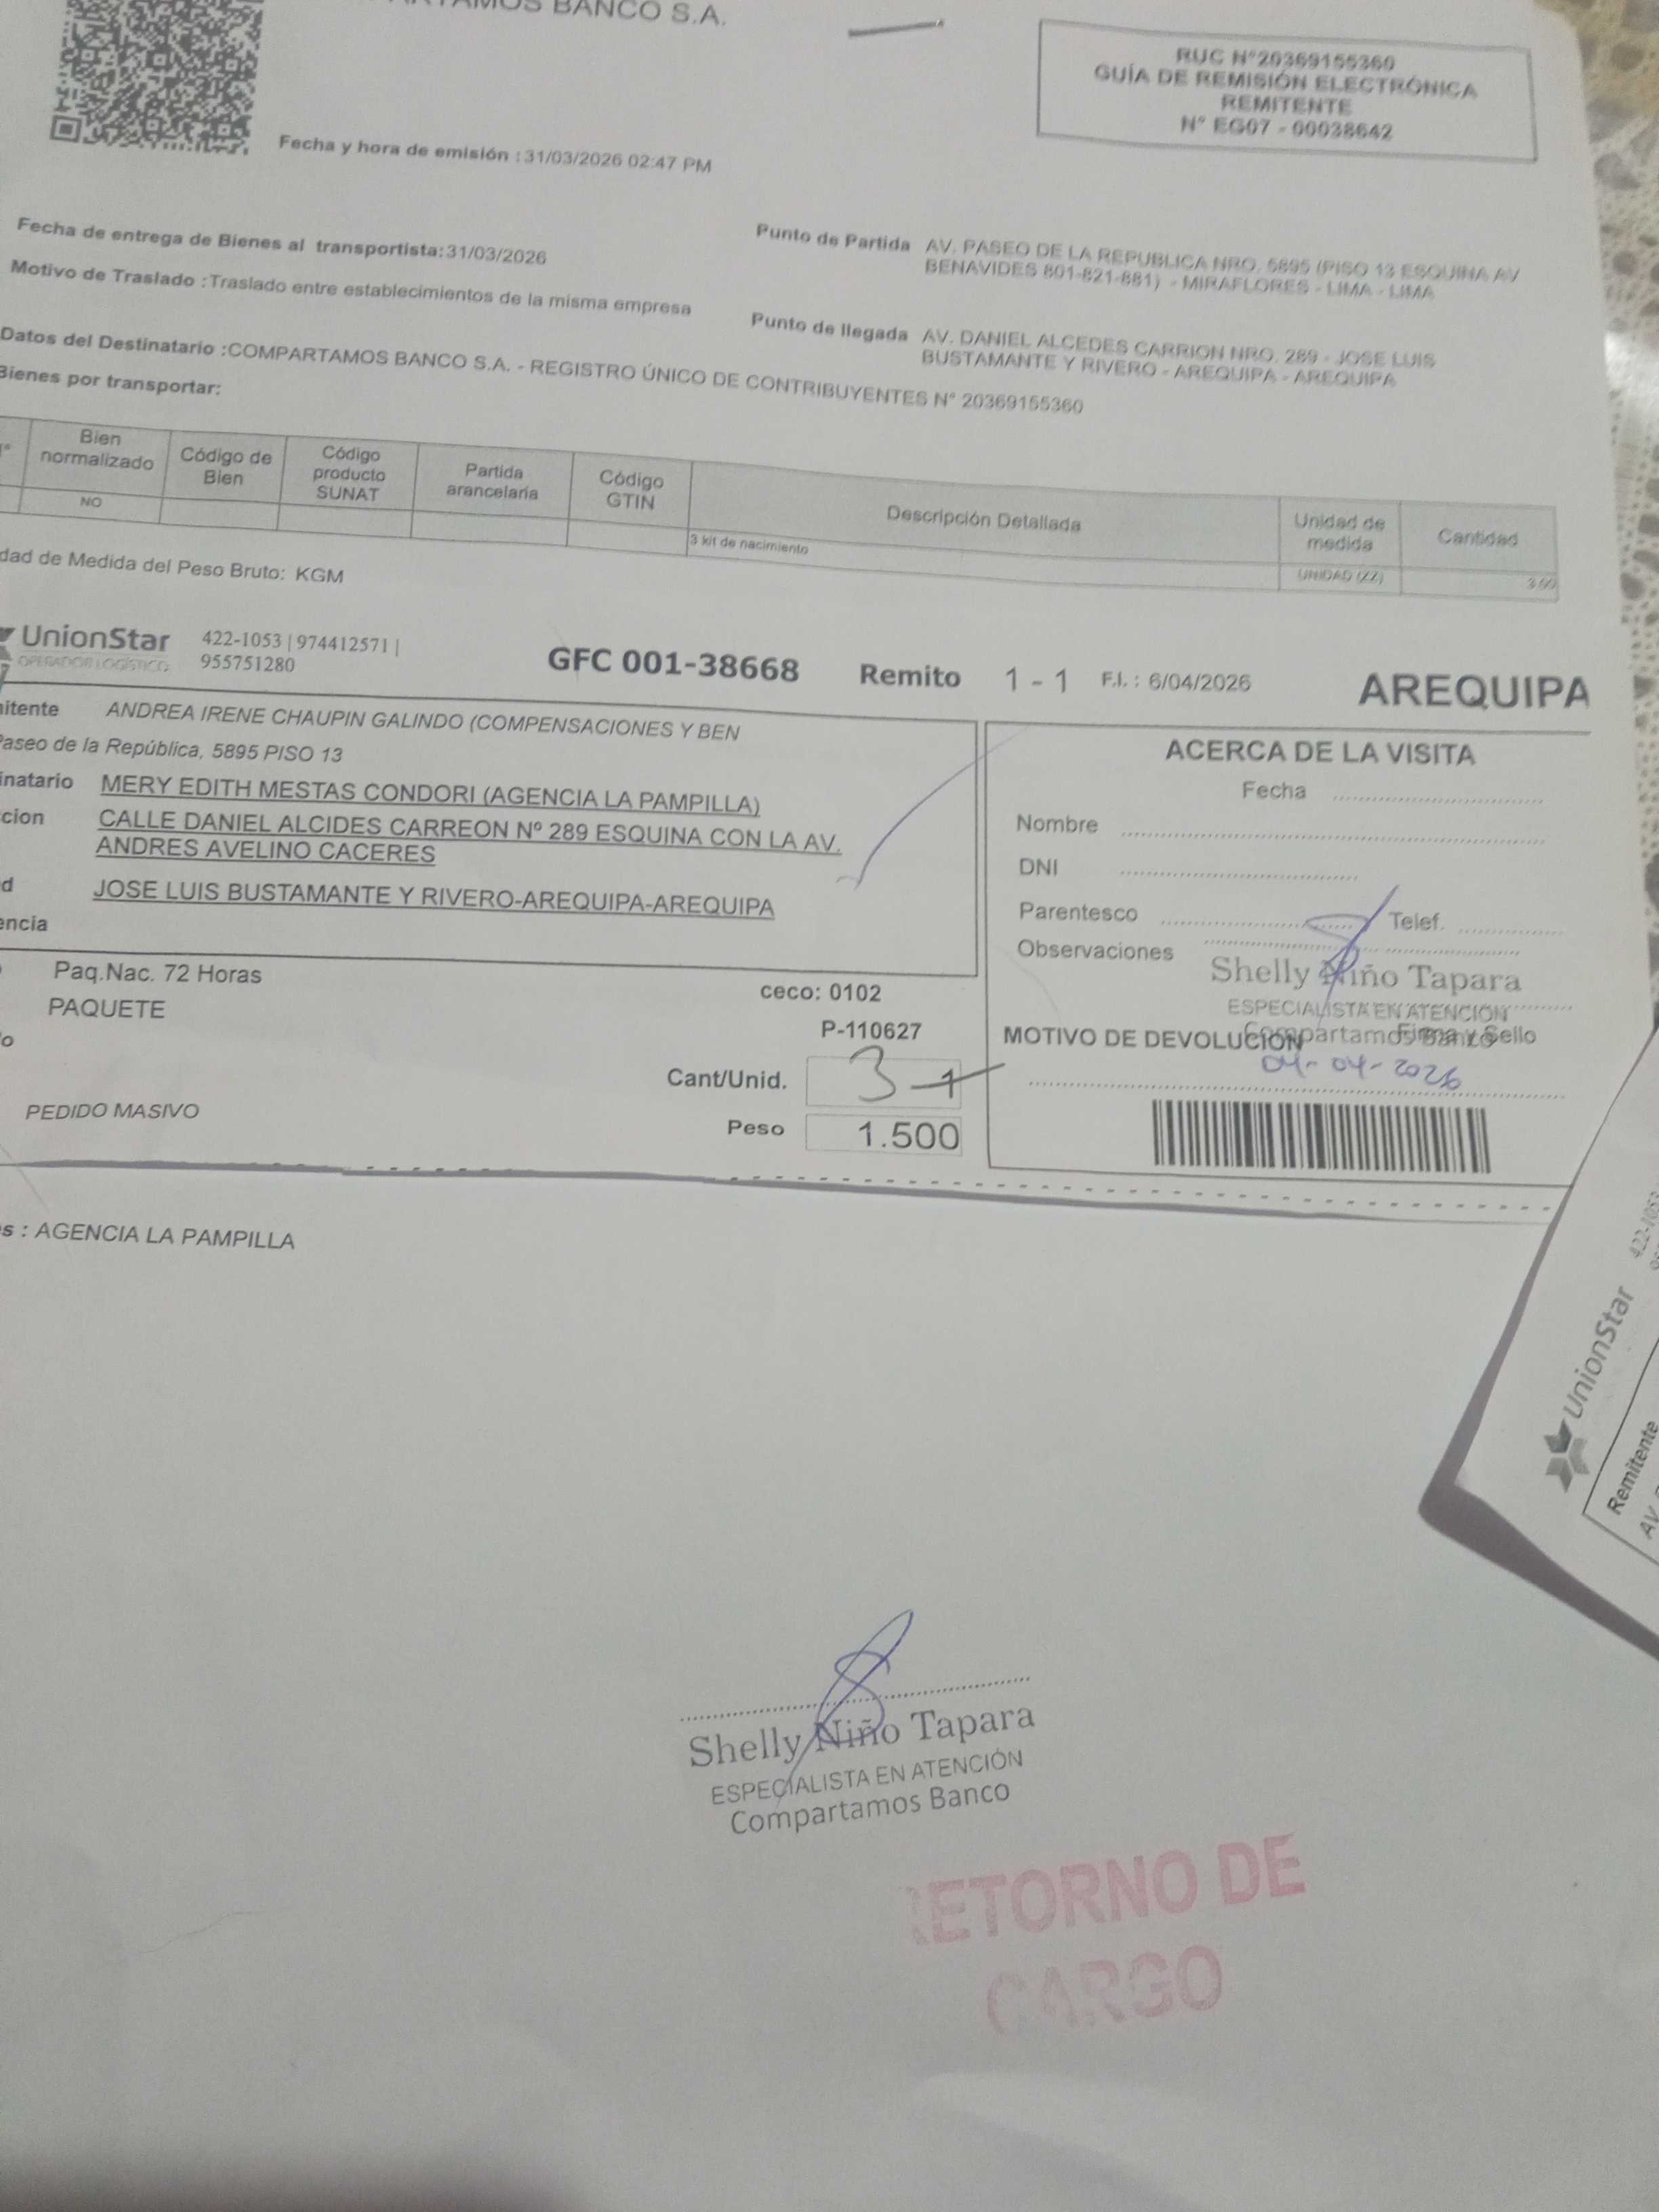 BANCO S.A.
RUC N°20369155360
GUÍA DE REMISIÓN ELECTRÓNICA
REMITENTE
N° EG07 - 00038642
Fecha y hora de emisión : 31/03/2026 02:47 PM
Fecha de entrega de Bienes al transportista:31/03/2026
Motivo de Traslado :Traslado entre establecimientos de la misma empresa
Punto de Partida AV. PASEO DE LA REPUBLICA NRO. 5895 (PISO 13 ESQUINA AV
BENAVIDES 801-821-881) - MIRAFLORES - LIMA - LIMA
Punto de llegada AV. DANIEL ALCEDES CARRION NRO. 289 - JOSE LUIS
BUSTAMANTE Y RIVERO - AREQUIPA - AREQUIPA
Datos del Destinatario :COMPARTAMOS BANCO S.A. - REGISTRO ÚNICO DE CONTRIBUYENTES N° 20369155360
Bienes por transportar:
Bien normalizado Código de Bien Código producto SUNAT Partida arancelaria Código GTIN Descripción Detallada Unidad de medida Cantidad
NO 3 kit de nacimiento UNIDAD (ZZ) 3.00
dad de Medida del Peso Bruto: KGM
UnionStar
OPERADOR LOGÍSTICO
422-1053 | 974412571 |
955751280
GFC 001-38668 Remito 1 - 1 F.I. : 6/04/2026 AREQUIPA
itente ANDREA IRENE CHAUPIN GALINDO (COMPENSACIONES Y BEN
Paseo de la República, 5895 PISO 13
inatario MERY EDITH MESTAS CONDORI (AGENCIA LA PAMPILLA)
cion CALLE DANIEL ALCIDES CARREON Nº 289 ESQUINA CON LA AV.
ANDRES AVELINO CACERES
d JOSE LUIS BUSTAMANTE Y RIVERO-AREQUIPA-AREQUIPA
encia
Paq.Nac. 72 Horas
PAQUETE
o
PEDIDO MASIVO
ceco: 0102
P-110627
Cant/Unid. 3 1
Peso 1.500
ACERCA DE LA VISITA
Fecha
Nombre
DNI
Parentesco Telef.
Observaciones
Shelly Niño Tapara
ESPECIALISTA EN ATENCIÓN
Compartamos Banco
Firma y Sello
MOTIVO DE DEVOLUCIÓN
04-04-2026
s : AGENCIA LA PAMPILLA
UnionStar
422-1053
Remitente
AV.
Shelly Niño Tapara
ESPECIALISTA EN ATENCIÓN
Compartamos Banco
RETORNO DE
CARGO